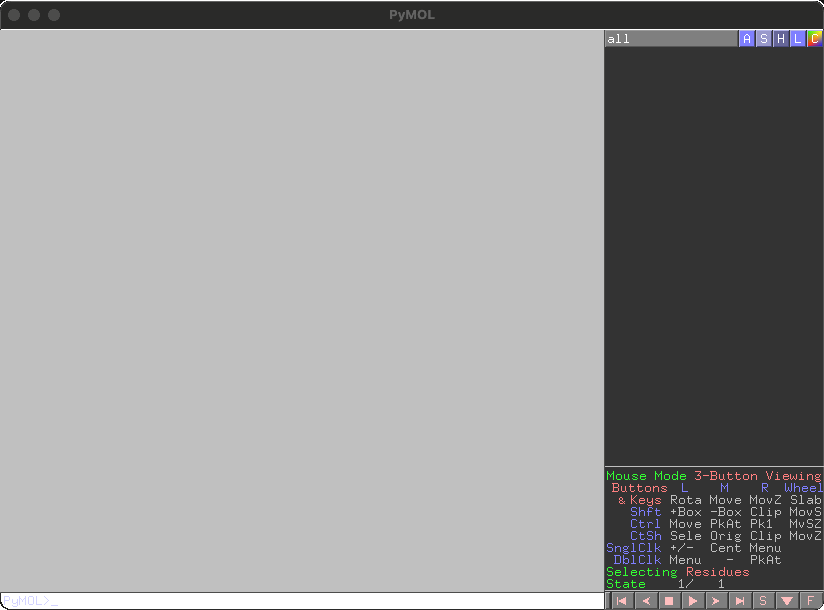 PyMOL
all A S H L C
Mouse Mode 3-Button Viewing
Buttons L M R Wheel
& Keys Rota Move MovZ Slab
Shft +Box -Box Clip MovS
Ctrl Move PkAt Pk1 MvSZ
CtSh Sele Orig Clip MovZ
SnglClk +/- Cent Menu
DblClk Menu - PkAt
Selecting Residues
State 1/ 1
PyMOL>_
S F